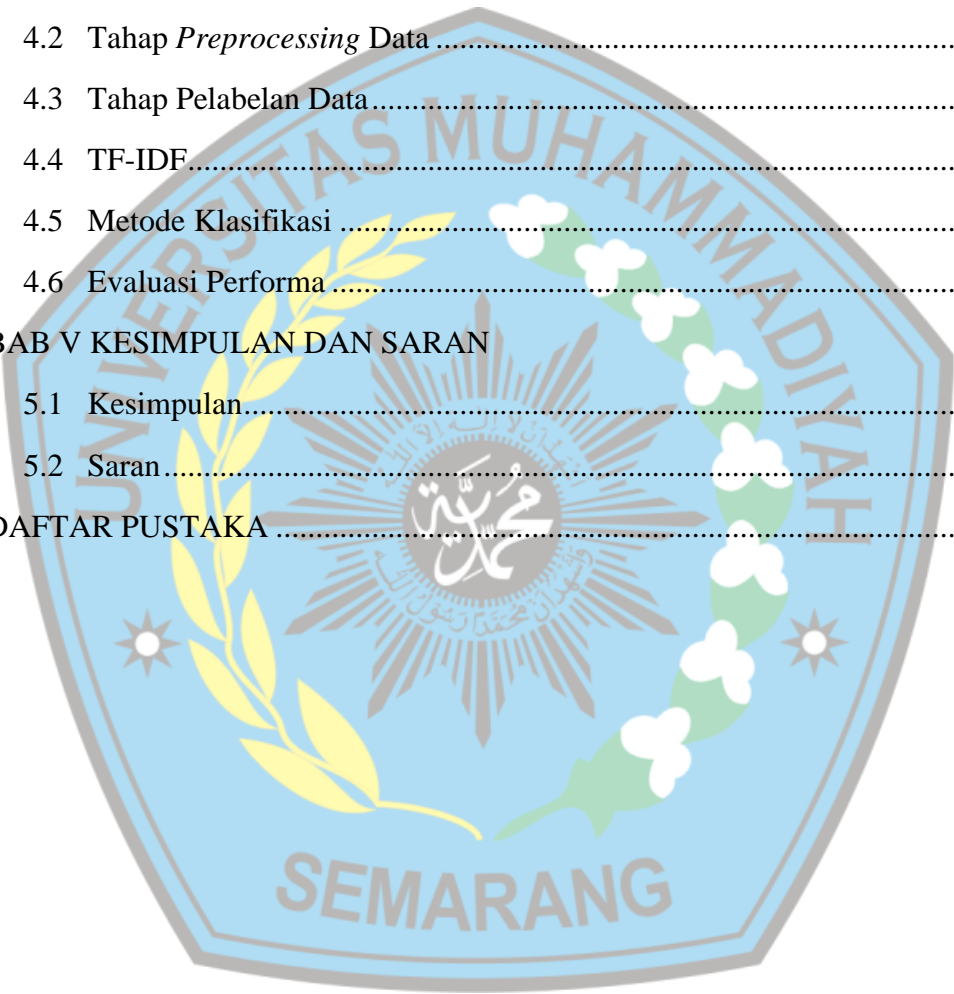 4.2 Tahap Preprocessing Data ..........................................................................
4.3 Tahap Pelabelan Data..................................................................................
4.4 TF-IDF........................................................................................................
4.5 Metode Klasifikasi .....................................................................................
4.6 Evaluasi Performa ......................................................................................
BAB V KESIMPULAN DAN SARAN
5.1 Kesimpulan.................................................................................................
5.2 Saran...........................................................................................................
DAFTAR PUSTAKA ............................................................................................
UNIVERSITAS MUHAMMADIYAH
SEMARANG
محمدية